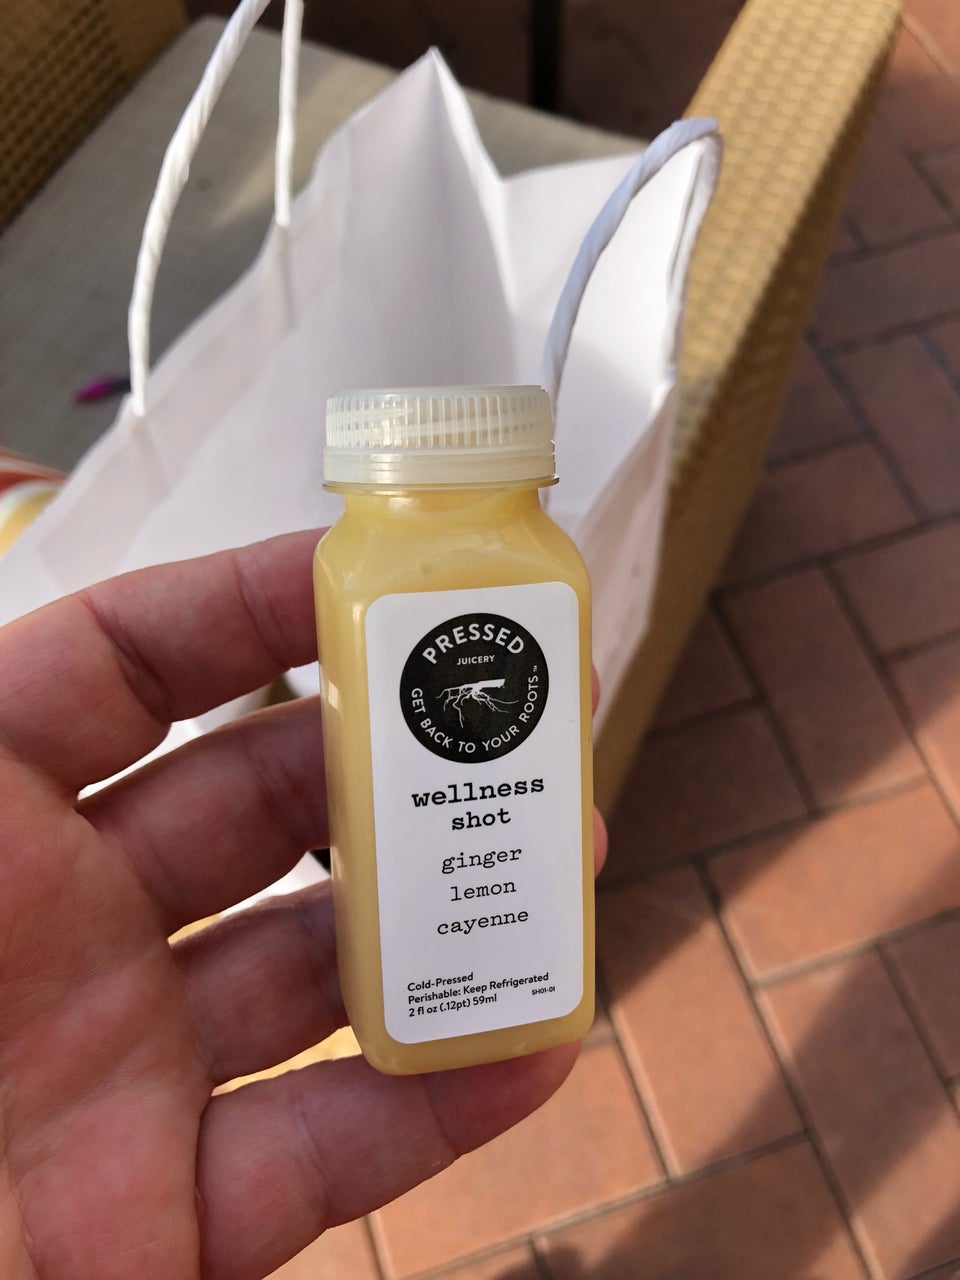 PRESSED
JUICERY
GET BACK TO YOUR ROOTS™
wellness
shot
ginger
lemon
cayenne
Cold-Pressed
Perishable: Keep Refrigerated
2 fl oz (.12pt) 59ml SH01-01